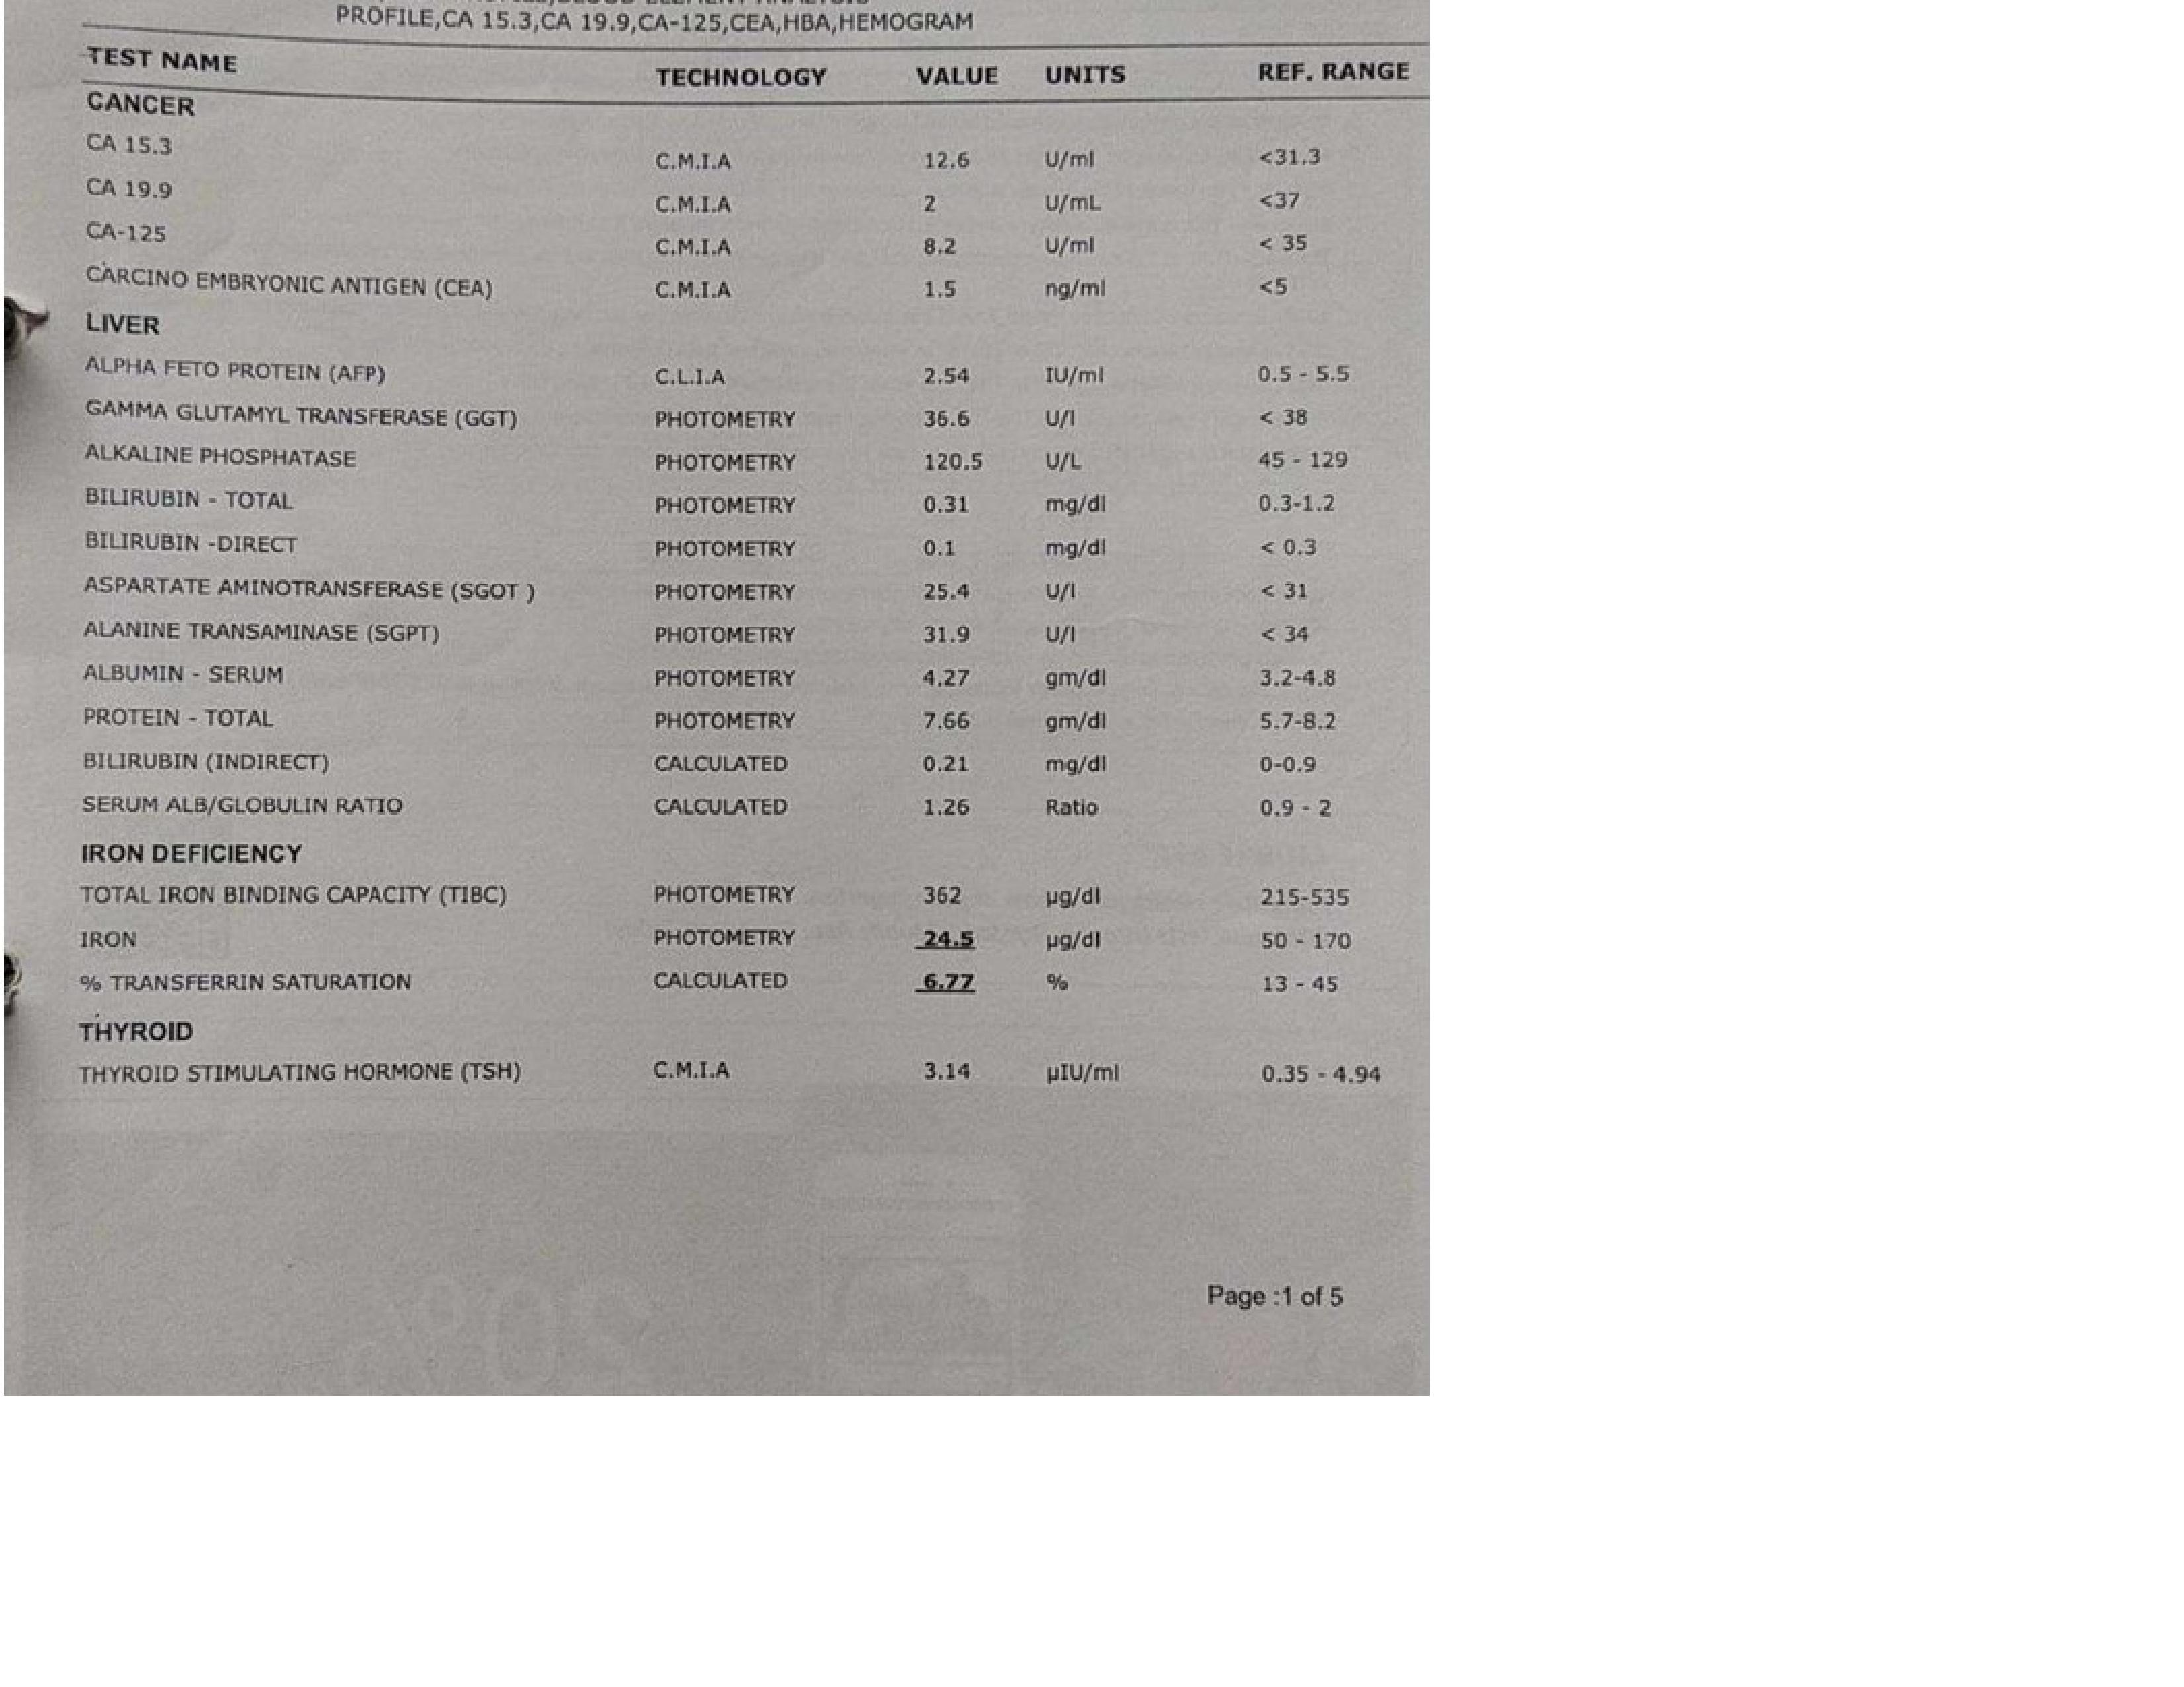 PROFILE,CA 15.3,CA 19.9,CA-125,CEA,HBA,HEMOGRAM
TEST NAME TECHNOLOGY VALUE UNITS REF. RANGE
CANCER
CA 15.3 C.M.I.A 12.6 U/ml <31.3
CA 19.9 C.M.I.A 2 U/mL <37
CA-125 C.M.I.A 8.2 U/ml < 35
CARCINO EMBRYONIC ANTIGEN (CEA) C.M.I.A 1.5 ng/ml <5
LIVER
ALPHA FETO PROTEIN (AFP) C.L.I.A 2.54 IU/ml 0.5 - 5.5
GAMMA GLUTAMYL TRANSFERASE (GGT) PHOTOMETRY 36.6 U/l < 38
ALKALINE PHOSPHATASE PHOTOMETRY 120.5 U/L 45 - 129
BILIRUBIN - TOTAL PHOTOMETRY 0.31 mg/dl 0.3-1.2
BILIRUBIN -DIRECT PHOTOMETRY 0.1 mg/dl < 0.3
ASPARTATE AMINOTRANSFERASE (SGOT ) PHOTOMETRY 25.4 U/l < 31
ALANINE TRANSAMINASE (SGPT) PHOTOMETRY 31.9 U/l < 34
ALBUMIN - SERUM PHOTOMETRY 4.27 gm/dl 3.2-4.8
PROTEIN - TOTAL PHOTOMETRY 7.66 gm/dl 5.7-8.2
BILIRUBIN (INDIRECT) CALCULATED 0.21 mg/dl 0-0.9
SERUM ALB/GLOBULIN RATIO CALCULATED 1.26 Ratio 0.9 - 2
IRON DEFICIENCY
TOTAL IRON BINDING CAPACITY (TIBC) PHOTOMETRY 362 µg/dl 215-535
IRON PHOTOMETRY 24.5 µg/dl 50 - 170
% TRANSFERRIN SATURATION CALCULATED 6.77 % 13 - 45
THYROID
THYROID STIMULATING HORMONE (TSH) C.M.I.A 3.14 µIU/ml 0.35 - 4.94
Page :1 of 5